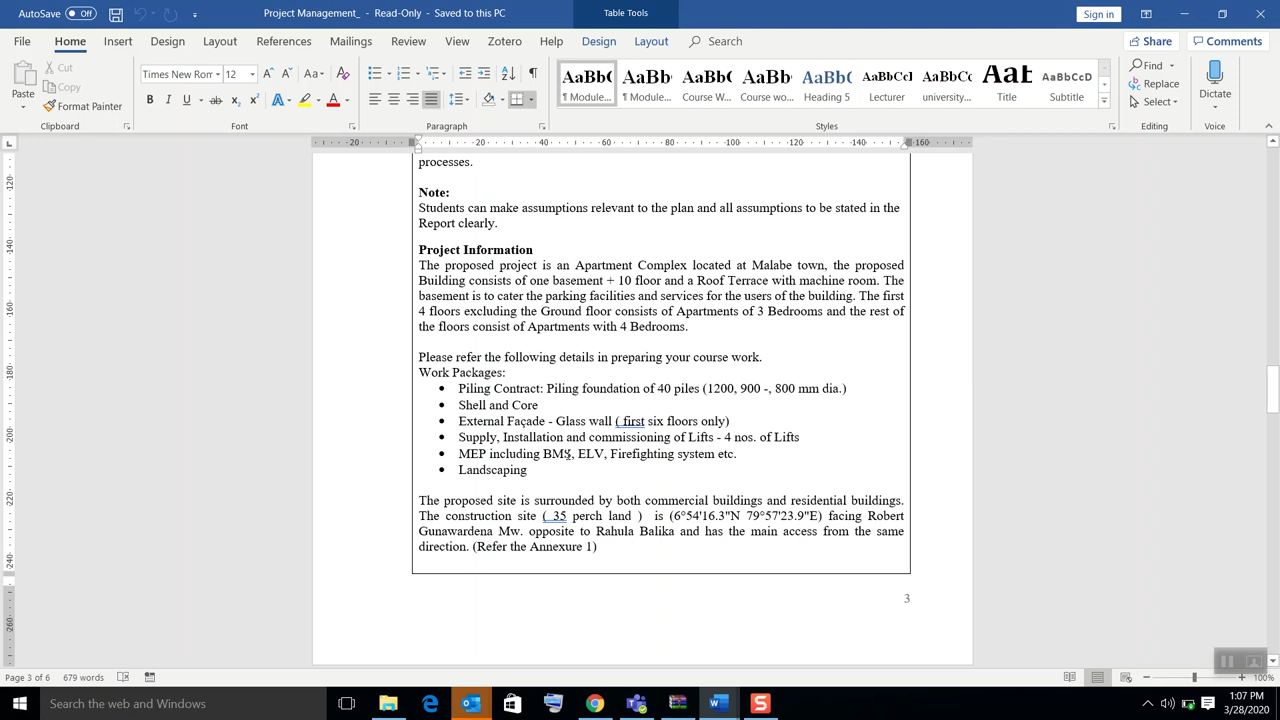 AutoSave Off
Project Management_ - Read-Only - Saved to this PC
Table Tools
Sign in
File Home Insert Design Layout References Mailings Review View Zotero Help Design Layout Search
Share Comments
Paste
Cut
Copy
Format Painter
Clipboard
Times New Ron 12
Font
Paragraph
AaBbC AaBb( AaBbC AaBbC AaBbC AaBbCcI AaBbCc Aat AaBbCcD
¶ Module... ¶ Module... Course W... Course wo... Heading 5 Lecturer university... Title Subtitle
Styles
Find
Replace
Select
Editing
Dictate
Voice
20 20 40 60 80 100 120 140 160
processes.
Note:
Students can make assumptions relevant to the plan and all assumptions to be stated in the
Report clearly.
Project Information
The proposed project is an Apartment Complex located at Malabe town, the proposed
Building consists of one basement + 10 floor and a Roof Terrace with machine room. The
basement is to cater the parking facilities and services for the users of the building. The first
4 floors excluding the Ground floor consists of Apartments of 3 Bedrooms and the rest of
the floors consist of Apartments with 4 Bedrooms.
Please refer the following details in preparing your course work.
Work Packages:
• Piling Contract: Piling foundation of 40 piles (1200, 900 -, 800 mm dia.)
• Shell and Core
• External Façade - Glass wall ( first six floors only)
• Supply, Installation and commissioning of Lifts - 4 nos. of Lifts
• MEP including BMS, ELV, Firefighting system etc.
• Landscaping
The proposed site is surrounded by both commercial buildings and residential buildings.
The construction site ( 35 perch land ) is (6°54'16.3"N 79°57'23.9"E) facing Robert
Gunawardena Mw. opposite to Rahula Balika and has the main access from the same
direction. (Refer the Annexure 1)
3
Page 3 of 6 679 words
100%
Search the web and Windows
1:07 PM
3/28/2020